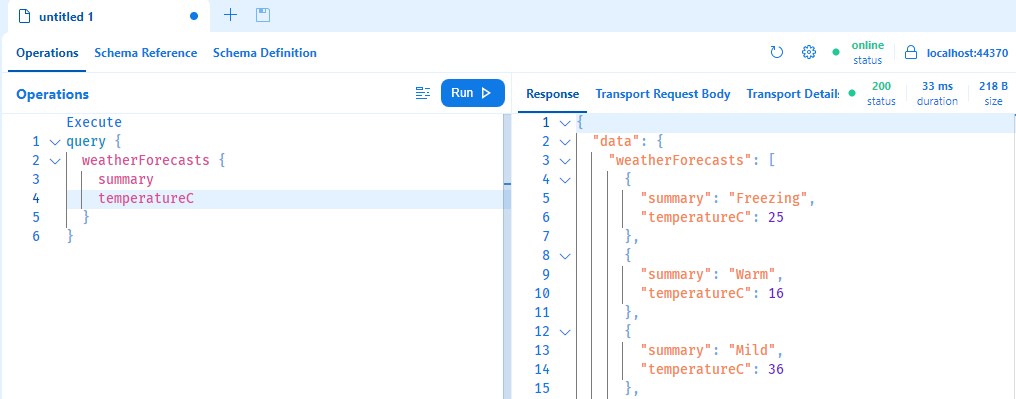 untitled 1
Operations Schema Reference Schema Definition
online
status
localhost:44370
Operations
Run
Response Transport Request Body Transport Details
200
status
33 ms
duration
218 B
size
Execute
1 query {
2 weatherForecasts {
3 summary
4 temperatureC
5 }
6 }
1 {
2 "data": {
3 "weatherForecasts": [
4 {
5 "summary": "Freezing",
6 "temperatureC": 25
7 },
8 {
9 "summary": "Warm",
10 "temperatureC": 16
11 },
12 {
13 "summary": "Mild",
14 "temperatureC": 36
15 },